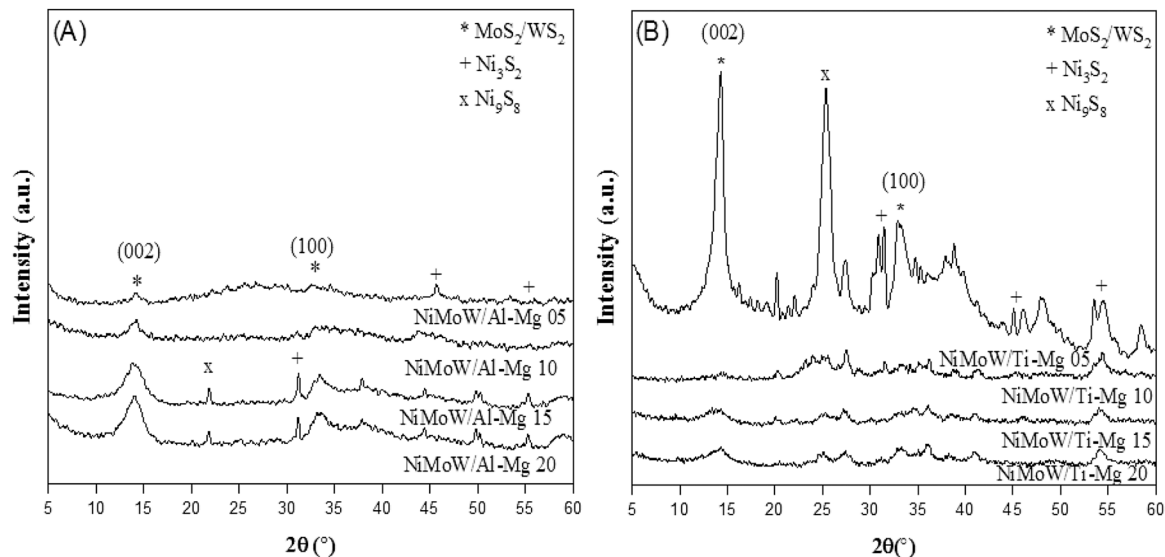 (A)
* MoS₂/WS₂
+ Ni₃S₂
x Ni₉S₈
(002)
*
(100)
*
+
+
NiMoW/Al-Mg 05
NiMoW/Al-Mg 10
x
+
NiMoW/Al-Mg 15
NiMoW/Al-Mg 20
Intensity (a.u.)
5 10 15 20 25 30 35 40 45 50 55 60
2θ (°)
(B)
(002)
*
x
* MoS₂/WS₂
+ Ni₃S₂
x Ni₉S₈
(100)
+
*
+
+
NiMoW/Ti-Mg 05
NiMoW/Ti-Mg 10
NiMoW/Ti-Mg 15
NiMoW/Ti-Mg 20
Intensity (a.u.)
5 10 15 20 25 30 35 40 45 50 55 60
2θ(°)